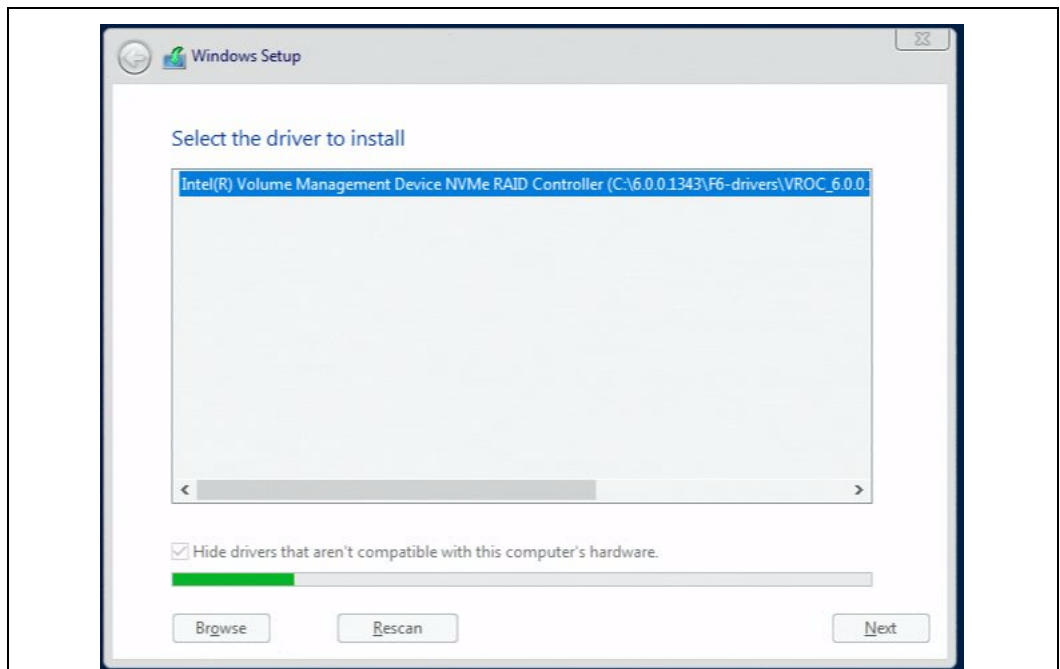 Windows Setup
Select the driver to install
Intel(R) Volume Management Device NVMe RAID Controller (C:\6.0.0.1343\F6-drivers\VROC_6.0.0.
Hide drivers that aren't compatible with this computer's hardware.
Browse Rescan Next